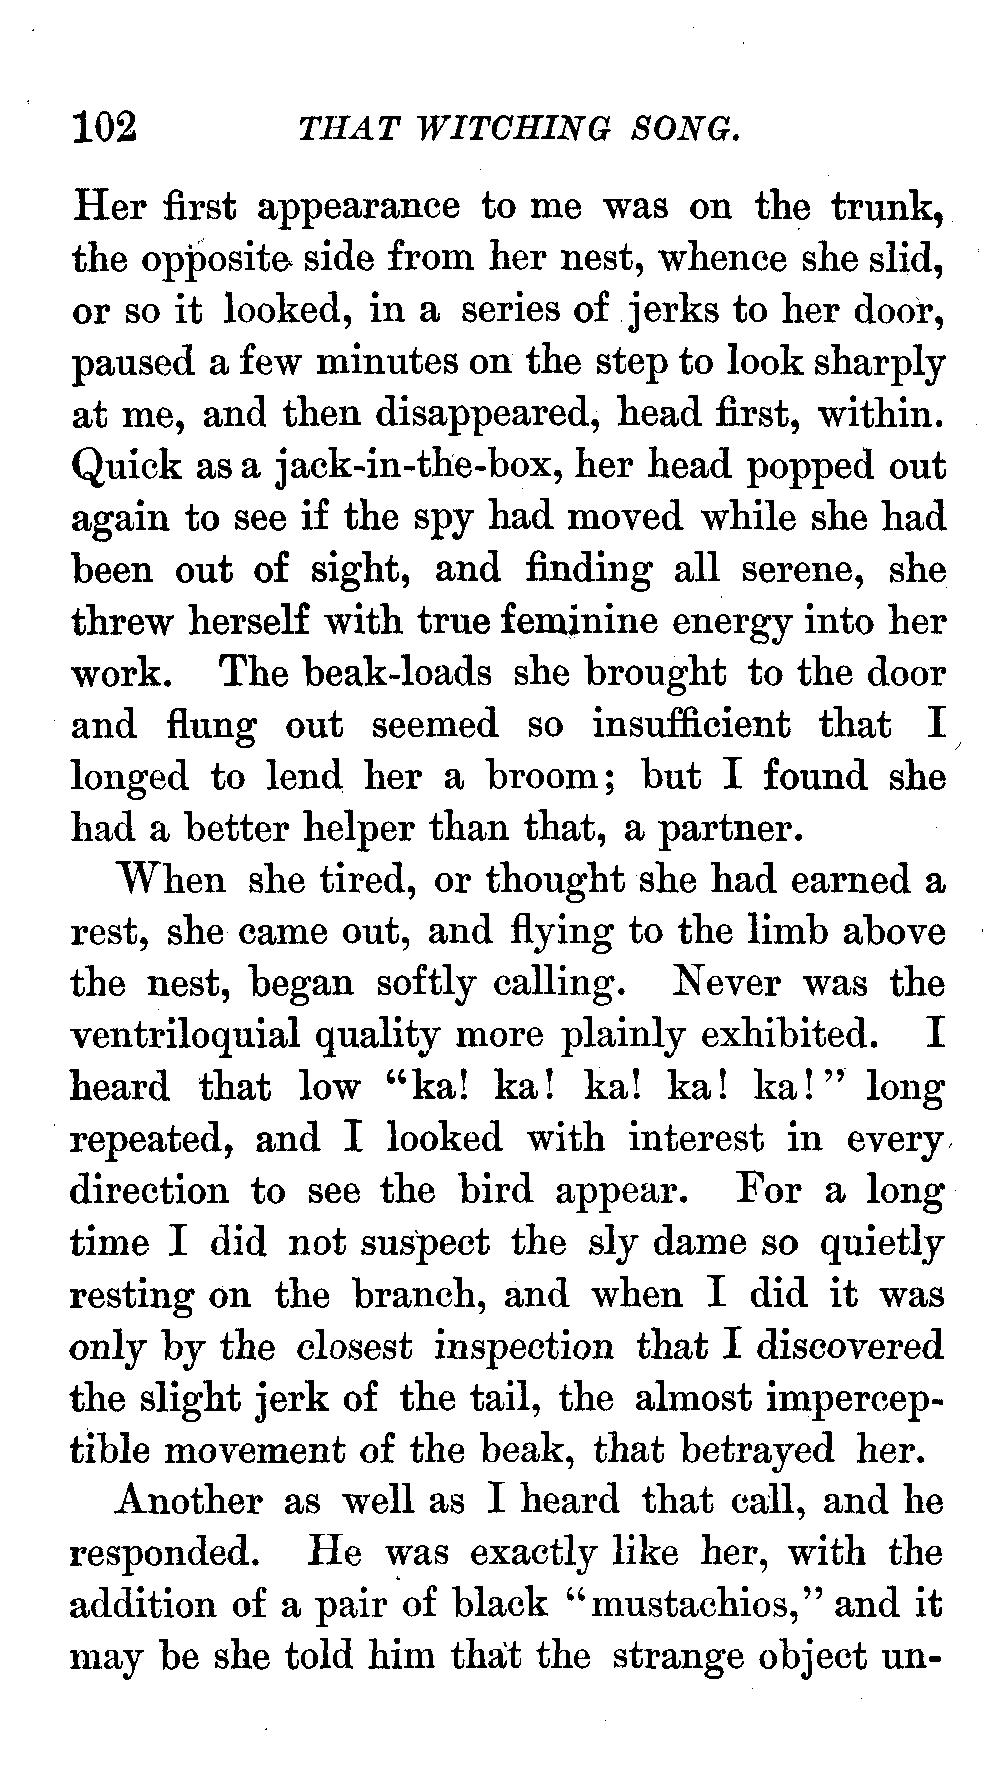 102 THAT WITCHING SONG.
Her first appearance to me was on the trunk,
the opposite side from her nest, whence she slid,
or so it looked, in a series of jerks to her door,
paused a few minutes on the step to look sharply
at me, and then disappeared, head first, within.
Quick as a jack-in-the-box, her head popped out
again to see if the spy had moved while she had
been out of sight, and finding all serene, she
threw herself with true feminine energy into her
work. The beak-loads she brought to the door
and flung out seemed so insufficient that I
longed to lend her a broom; but I found she
had a better helper than that, a partner.
When she tired, or thought she had earned a
rest, she came out, and flying to the limb above
the nest, began softly calling. Never was the
ventriloquial quality more plainly exhibited. I
heard that low "ka! ka! ka! ka! ka!" long
repeated, and I looked with interest in every
direction to see the bird appear. For a long
time I did not suspect the sly dame so quietly
resting on the branch, and when I did it was
only by the closest inspection that I discovered
the slight jerk of the tail, the almost impercep-
tible movement of the beak, that betrayed her.
Another as well as I heard that call, and he
responded. He was exactly like her, with the
addition of a pair of black "mustachios," and it
may be she told him that the strange object un-